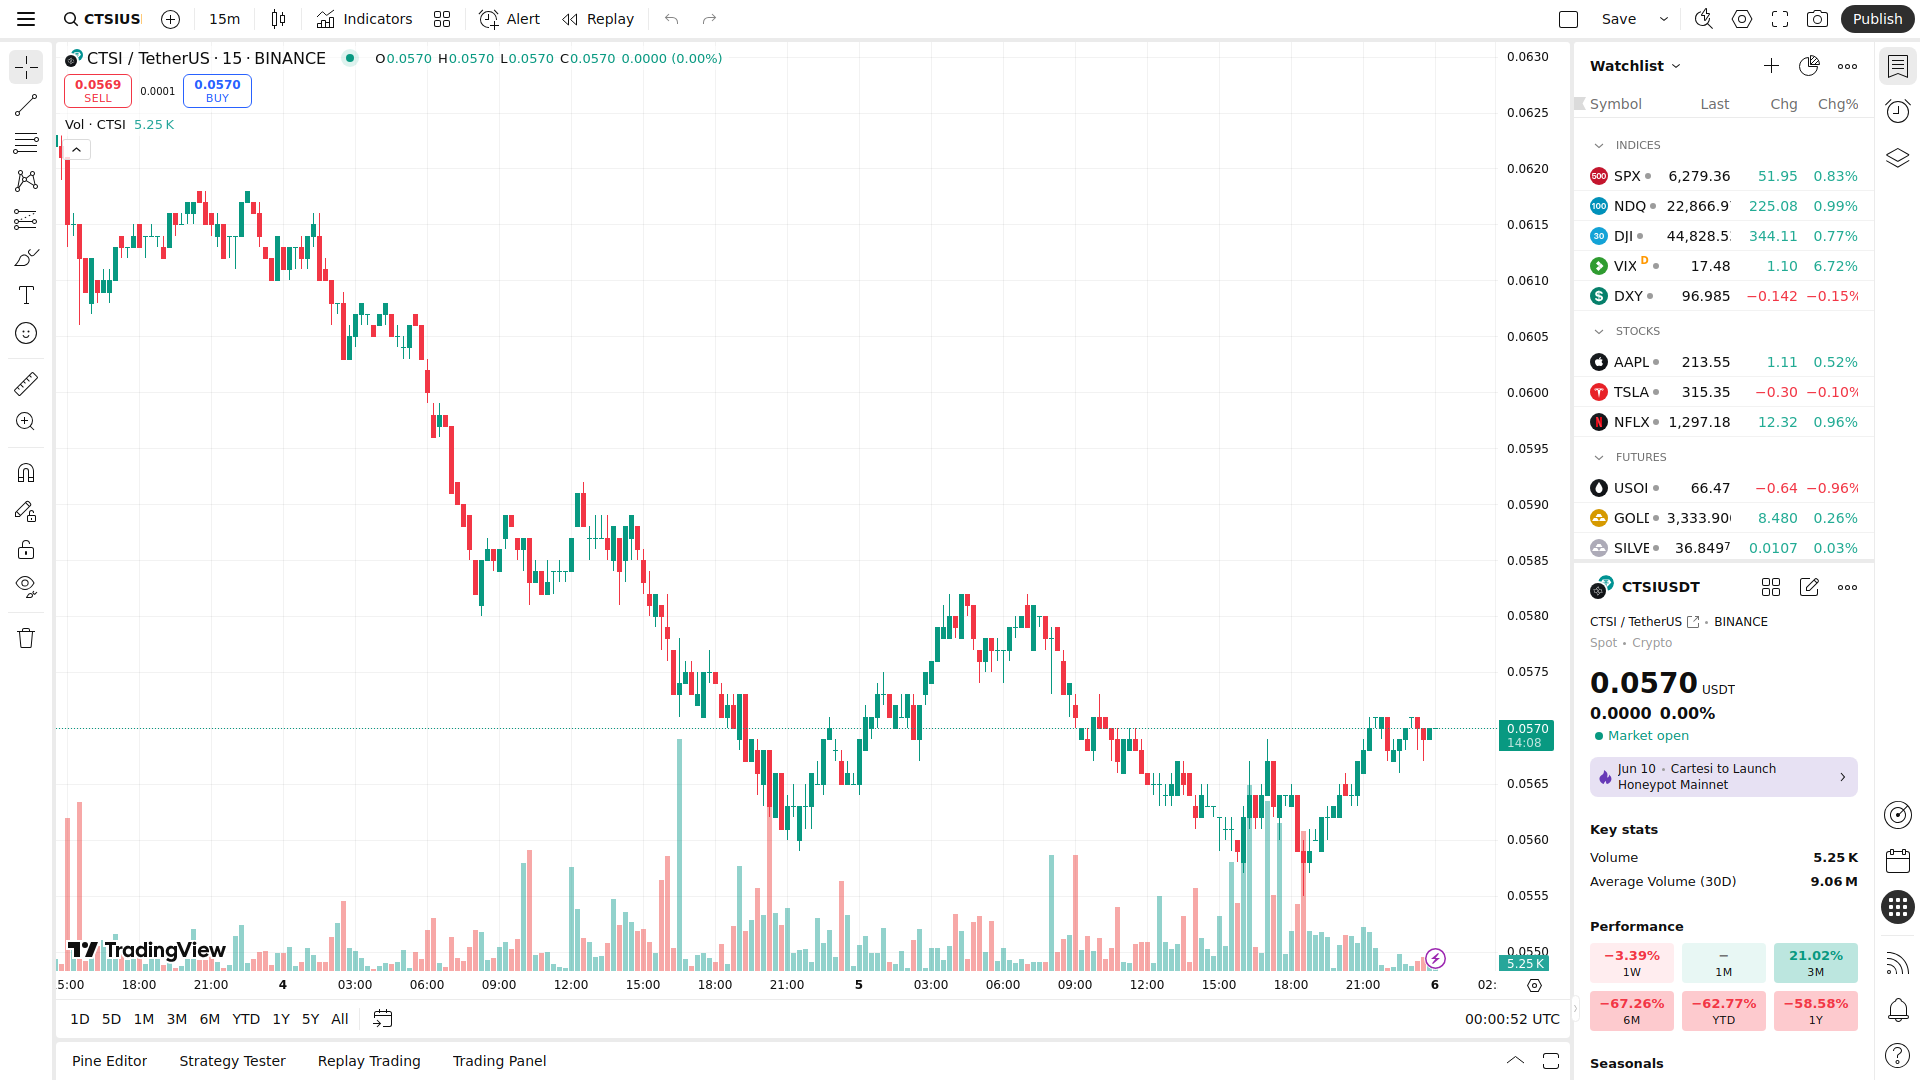 CTSIUS
15m
Indicators
Alert
Replay
Save
Publish
CTSI / TetherUS · 15 · BINANCE
O0.0570 H0.0570 L0.0570 C0.0570 0.0000 (0.00%)
0.0569
SELL
0.0001
0.0570
BUY
Vol · CTSI 5.25 K
0.0630
0.0625
0.0620
0.0615
0.0610
0.0605
0.0600
0.0595
0.0590
0.0585
0.0580
0.0575
0.0570
14:08
0.0565
0.0560
0.0555
0.0550
5.25 K
TradingView
5:00 18:00 21:00 4 03:00 06:00 09:00 12:00 15:00 18:00 21:00 5 03:00 06:00 09:00 12:00 15:00 18:00 21:00 6 02:
1D 5D 1M 3M 6M YTD 1Y 5Y All
00:00:52 UTC
Pine Editor Strategy Tester Replay Trading Trading Panel
Watchlist
Symbol Last Chg Chg%
INDICES
500 SPX 6,279.36 51.95 0.83%
100 NDQ 22,866.9 225.08 0.99%
30 DJI 44,828.5 344.11 0.77%
VIX D 17.48 1.10 6.72%
DXY 96.985 −0.142 −0.15%
STOCKS
AAPL 213.55 1.11 0.52%
TSLA 315.35 −0.30 −0.10%
NFLX 1,297.18 12.32 0.96%
FUTURES
USOI 66.47 −0.64 −0.96%
GOLD 3,333.90 8.480 0.26%
SILVE 36.849⁷ 0.0107 0.03%
CTSIUSDT
CTSI / TetherUS • BINANCE
Spot • Crypto
0.0570 USDT
0.0000 0.00%
Market open
Jun 10 • Cartesi to Launch
Honeypot Mainnet
Key stats
Volume 5.25 K
Average Volume (30D) 9.06 M
Performance
−3.39% – 21.02%
1W 1M 3M
−67.26% −62.77% −58.58%
6M YTD 1Y
Seasonals